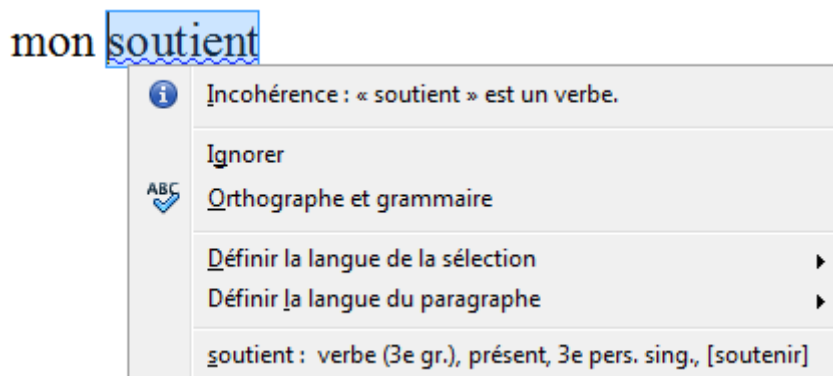 mon soutient
Incohérence : « soutient » est un verbe.
Ignorer
ABC
Orthographe et grammaire
Définir la langue de la sélection
Définir la langue du paragraphe
soutient : verbe (3e gr.), présent, 3e pers. sing., [soutenir]